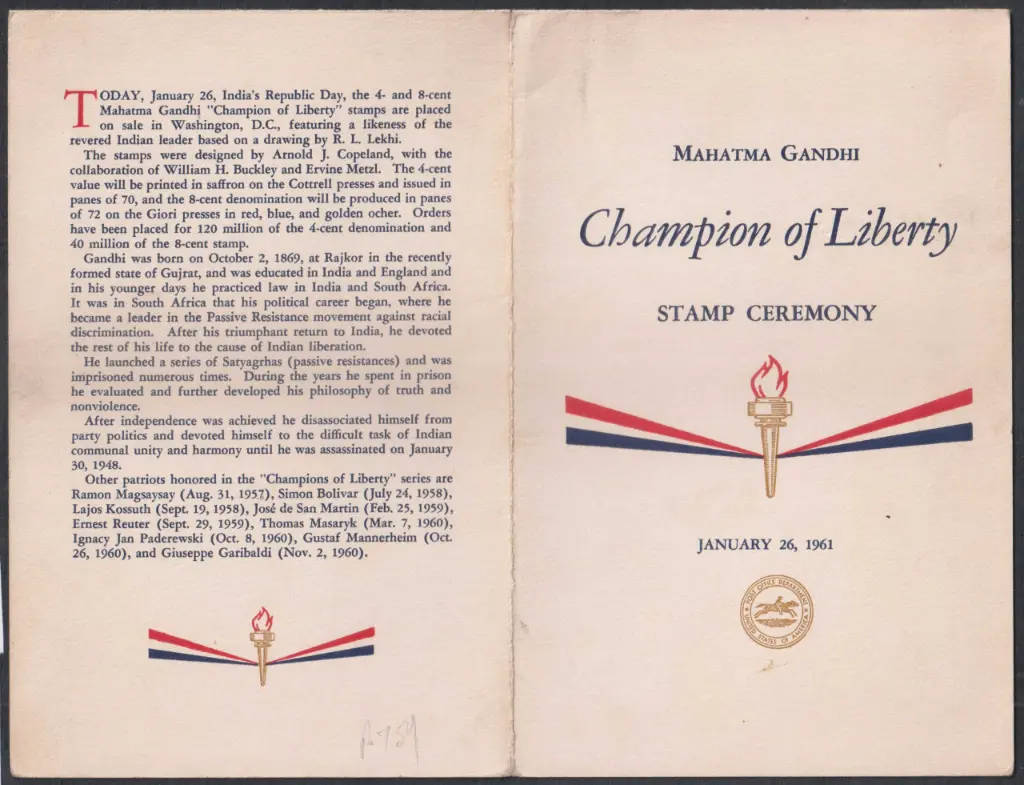 TODAY, January 26, India's Republic Day, the 4- and 8-cent
Mahatma Gandhi "Champion of Liberty" stamps are placed
on sale in Washington, D.C., featuring a likeness of the
revered Indian leader based on a drawing by R. L. Lekhi.
The stamps were designed by Arnold J. Copeland, with the
collaboration of William H. Buckley and Ervine Metzl. The 4-cent
value will be printed in saffron on the Cottrell presses and issued in
panes of 70, and the 8-cent denomination will be produced in panes
of 72 on the Giori presses in red, blue, and golden ocher. Orders
have been placed for 120 million of the 4-cent denomination and
40 million of the 8-cent stamp.
Gandhi was born on October 2, 1869, at Rajkor in the recently
formed state of Gujrat, and was educated in India and England and
in his younger days he practiced law in India and South Africa.
It was in South Africa that his political career began, where he
became a leader in the Passive Resistance movement against racial
discrimination. After his triumphant return to India, he devoted
the rest of his life to the cause of Indian liberation.
He launched a series of Satyagrhas (passive resistances) and was
imprisoned numerous times. During the years he spent in prison
he evaluated and further developed his philosophy of truth and
nonviolence.
After independence was achieved he disassociated himself from
party politics and devoted himself to the difficult task of Indian
communal unity and harmony until he was assassinated on January
30, 1948.
Other patriots honored in the "Champions of Liberty" series are
Ramon Magsaysay (Aug. 31, 1957), Simon Bolivar (July 24, 1958),
Lajos Kossuth (Sept. 19, 1958), José de San Martin (Feb. 25, 1959),
Ernest Reuter (Sept. 29, 1959), Thomas Masaryk (Mar. 7, 1960),
Ignacy Jan Paderewski (Oct. 8, 1960), Gustaf Mannerheim (Oct.
26, 1960), and Giuseppe Garibaldi (Nov. 2, 1960).
MAHATMA GANDHI
Champion of Liberty
STAMP CEREMONY
JANUARY 26, 1961
POST OFFICE DEPARTMENT
UNITED STATES OF AMERICA